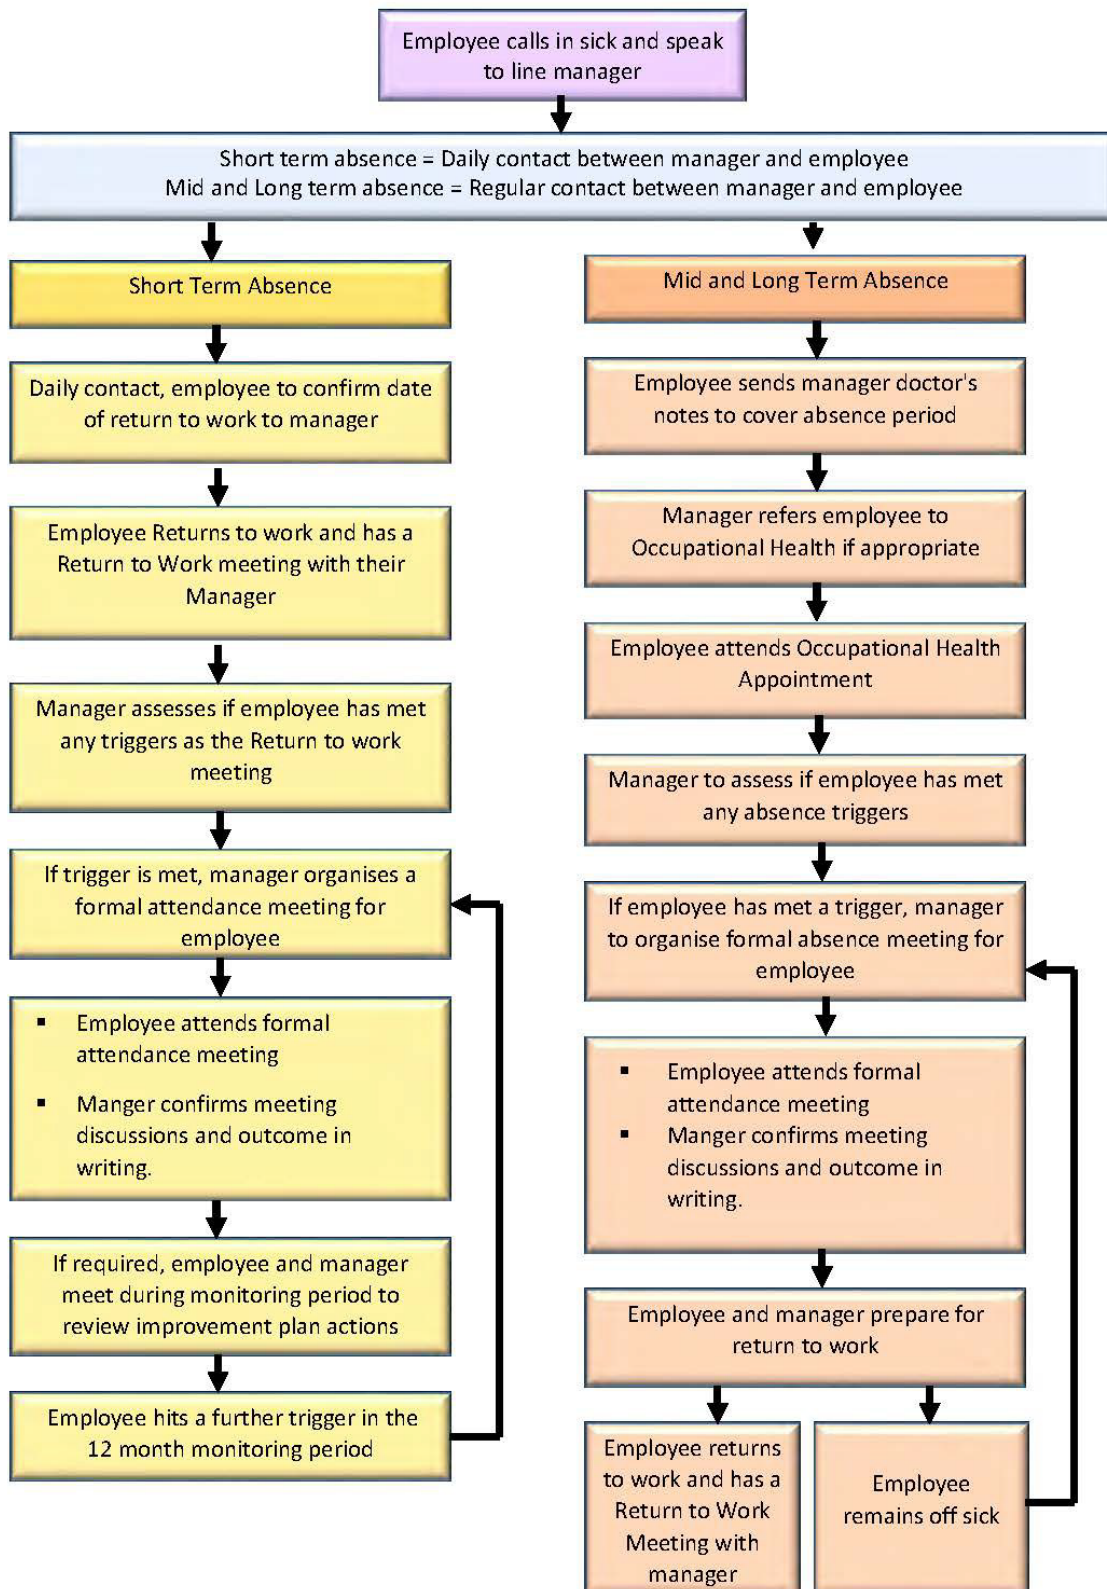 Employee calls in sick and speak
to line manager
Short term absence = Daily contact between manager and employee
Mid and Long term absence = Regular contact between manager and employee
Short Term Absence
Daily contact, employee to confirm date
of return to work to manager
Employee Returns to work and has a
Return to Work meeting with their
Manager
Manager assesses if employee has met
any triggers as the Return to work
meeting
If trigger is met, manager organises a
formal attendance meeting for
employee
▪ Employee attends formal
attendance meeting
▪ Manger confirms meeting
discussions and outcome in
writing.
If required, employee and manager
meet during monitoring period to
review improvement plan actions
Employee hits a further trigger in the
12 month monitoring period
Mid and Long Term Absence
Employee sends manager doctor's
notes to cover absence period
Manager refers employee to
Occupational Health if appropriate
Employee attends Occupational Health
Appointment
Manager to assess if employee has met
any absence triggers
If employee has met a trigger, manager
to organise formal absence meeting for
employee
▪ Employee attends formal
attendance meeting
▪ Manger confirms meeting
discussions and outcome in
writing.
Employee and manager prepare for
return to work
Employee returns
to work and has a
Return to Work
Meeting with
manager
Employee
remains off sick